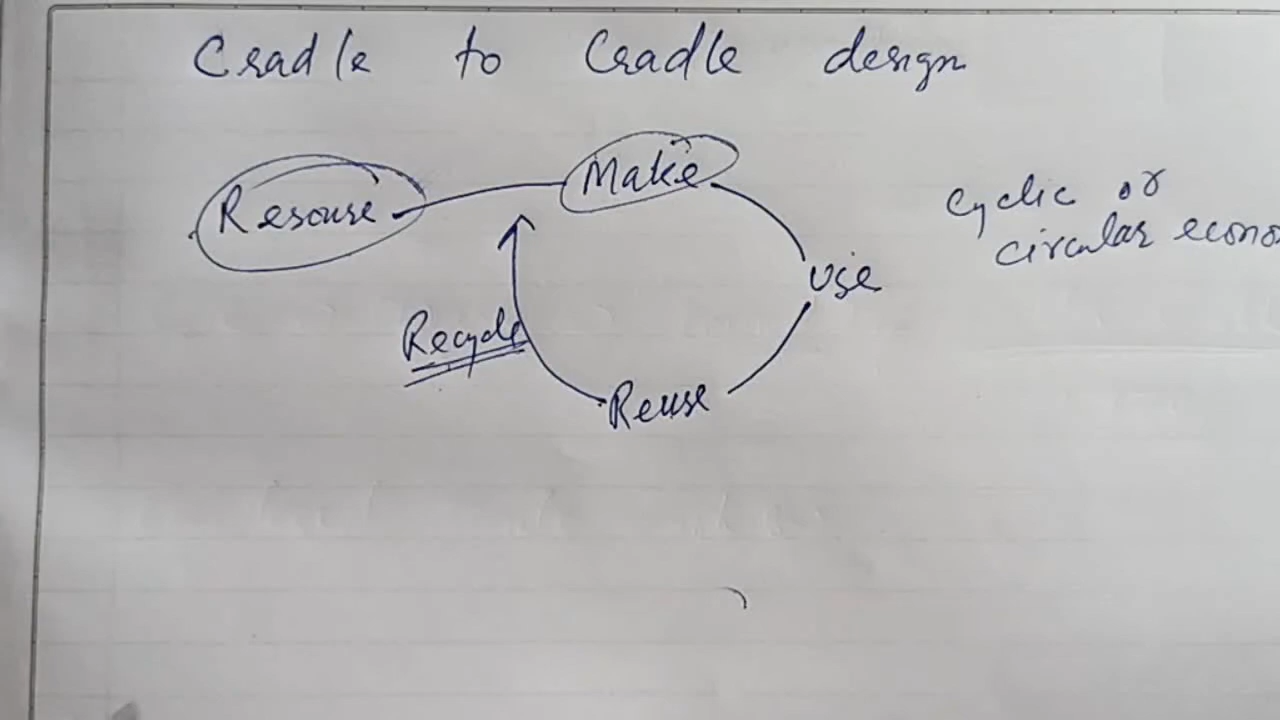 Cradle to Cradle design
Resourse
Make
cyclic or
circular econo
Use
Recycle
Reuse